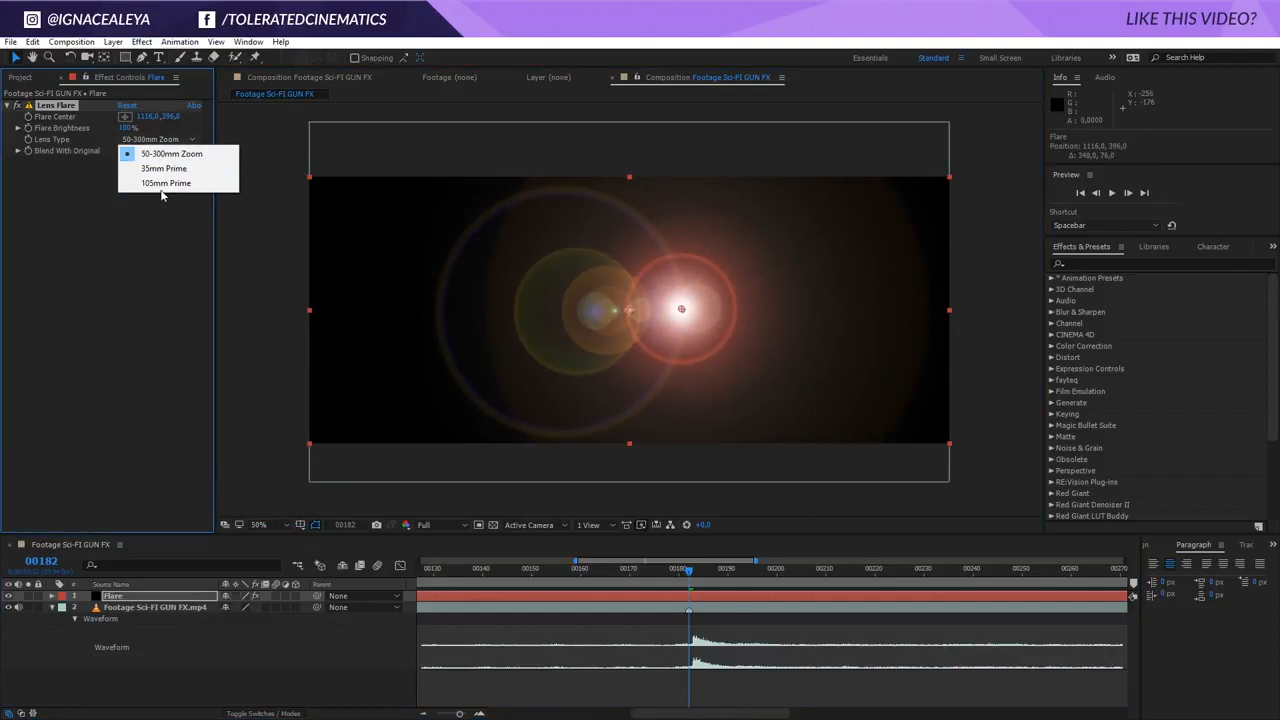 @IGNACEALEYA
/TOLERATEDCINEMATICS
LIKE THIS VIDEO?
File Edit Composition Layer Effect Animation View Window Help
Snapping
Essentials Standard Small Screen Libraries
Search Help
Project Effect Controls Flare
Composition Footage Sci-FI GUN FX Footage (none) Layer (none) Composition Footage Sci-FI GUN FX
Info Audio
Footage Sci-FI GUN FX • Flare
Footage Sci-FI GUN FX
Lens Flare Reset Abo
Flare Center 1116,0,396,0
Flare Brightness 100%
Lens Type 50-300mm Zoom
Blend With Original
50-300mm Zoom
35mm Prime
105mm Prime
R :
G :
B :
A : 0,0000
X : -256
Y : -176
Flare
Position: 1116,0, 396,0
Δ: 348,0, 76,0
Preview
Shortcut
Spacebar
Effects & Presets Libraries Character
* Animation Presets
3D Channel
Audio
Blur & Sharpen
Channel
CINEMA 4D
Color Correction
Distort
Expression Controls
fayteq
Film Emulation
Generate
Keying
Magic Bullet Suite
Matte
Noise & Grain
Obsolete
Perspective
RE:Vision Plug-ins
Red Giant
Red Giant Denoiser II
Red Giant LUT Buddy
50% 00182 Full Active Camera 1 View +0,0
Footage Sci-FI GUN FX
Paragraph Trac
00182
# Source Name Parent
00130 00140 00150 00160 00170 00180 00190 00200 00210 00220 00230 00240 00250 00260 00270
1 Flare None
2 Footage Sci-FI GUN FX.mp4 None
Waveform
Waveform
0 px 0 px 0 px
0 px 0 px
Toggle Switches / Modes